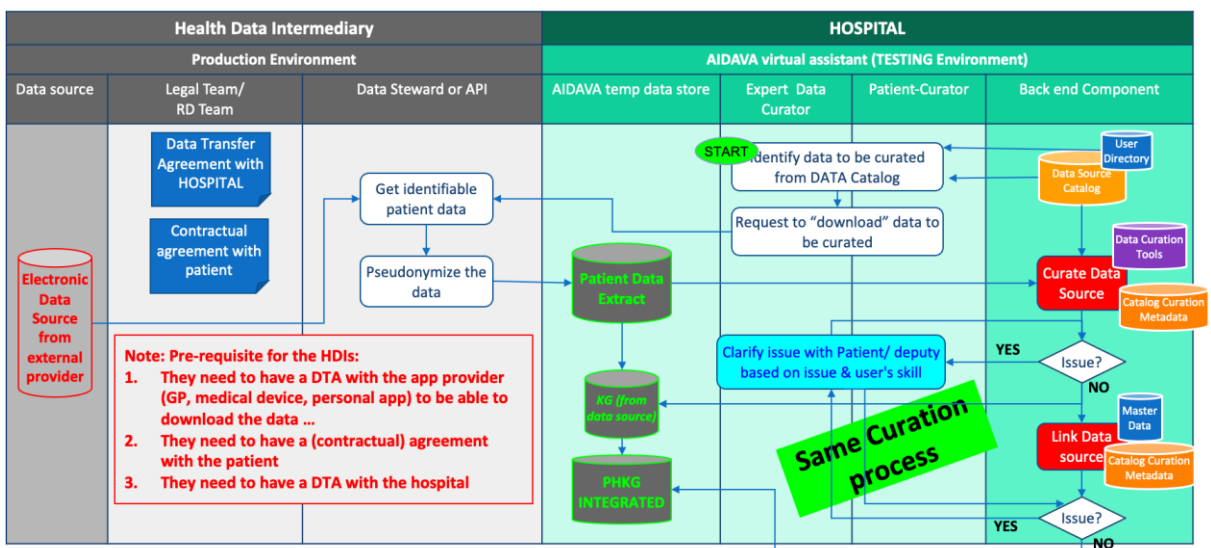 Health Data Intermediary
HOSPITAL
Production Environment
AIDAVA virtual assistant (TESTING Environment)
Data source
Legal Team/
RD Team
Data Steward or API
AIDAVA temp data store
Expert Data
Curator
Patient-Curator
Back end Component
Data Transfer
Agreement with
HOSPITAL
START
Identify data to be curated
from DATA Catalog
User
Directory
Data Source
Catalog
Get identifiable
patient data
Request to “download” data to
be curated
Contractual
agreement with
patient
Data Curation
Tools
Electronic
Data
Source
from
external
provider
Pseudonymize the
data
Patient Data
Extract
Curate Data
Source
Catalog Curation
Metadata
Note: Pre-requisite for the HDIs:
1. They need to have a DTA with the app provider
(GP, medical device, personal app) to be able to
download the data ...
2. They need to have a (contractual) agreement
with the patient
3. They need to have a DTA with the hospital
Clarify issue with Patient/ deputy
based on issue & user's skill
YES
Issue?
NO
KG (from
data source)
Same Curation
process
Master
Data
Link Data
source
Catalog Curation
Metadata
PHKG
INTEGRATED
YES
Issue?
NO